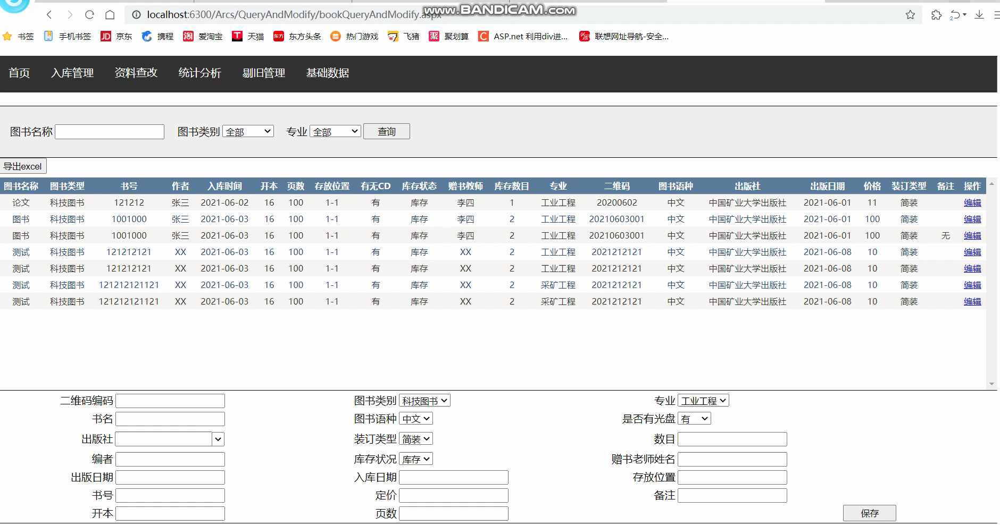 www.BANDICAM.com
localhost:6300/Arcs/QueryAndModify/bookQueryAndModify.aspx
书签 手机书签 JD 京东 携程 淘 爱淘宝 T 天猫 东方 东方头条 热门游戏 飞猪 聚 聚划算 C ASP.net 利用div进... 联想网址导航-安全...
首页 入库管理 资料查改 统计分析 剔旧管理 基础数据
图书名称 图书类别 全部 专业 全部 查询
导出excel
图书名称 图书类型 书号 作者 入库时间 开本 页数 存放位置 有无CD 库存状态 赠书教师 库存数目 专业 二维码 图书语种 出版社 出版日期 价格 装订类型 备注 操作
论文 科技图书 121212 张三 2021-06-02 16 100 1-1 有 库存 李四 1 工业工程 20200602 中文 中国矿业大学出版社 2021-06-01 11 简装 编辑
图书 科技图书 1001000 张三 2021-06-03 16 100 1-1 有 库存 李四 2 工业工程 20210603001 中文 中国矿业大学出版社 2021-06-01 100 简装 编辑
图书 科技图书 1001000 张三 2021-06-03 16 100 1-1 有 库存 李四 2 工业工程 20210603001 中文 中国矿业大学出版社 2021-06-01 100 简装 无 编辑
测试 科技图书 121212121 XX 2021-06-03 16 100 1-1 有 库存 XX 2 工业工程 2021212121 中文 中国矿业大学出版社 2021-06-08 10 简装 编辑
测试 科技图书 121212121 XX 2021-06-03 16 100 1-1 有 库存 XX 2 工业工程 2021212121 中文 中国矿业大学出版社 2021-06-08 10 简装 编辑
测试 科技图书 121212121121 XX 2021-06-03 16 100 1-1 有 库存 XX 2 采矿工程 2021212121 中文 中国矿业大学出版社 2021-06-08 10 简装 编辑
测试 科技图书 121212121121 XX 2021-06-03 16 100 1-1 有 库存 XX 2 采矿工程 2021212121 中文 中国矿业大学出版社 2021-06-08 10 简装 编辑
二维码编码 图书类别 科技图书 专业 工业工程
书名 图书语种 中文 是否有光盘 有
出版社 装订类型 简装 数目
编者 库存状况 库存 赠书老师姓名
出版日期 入库日期 存放位置
书号 定价 备注
开本 页数 保存